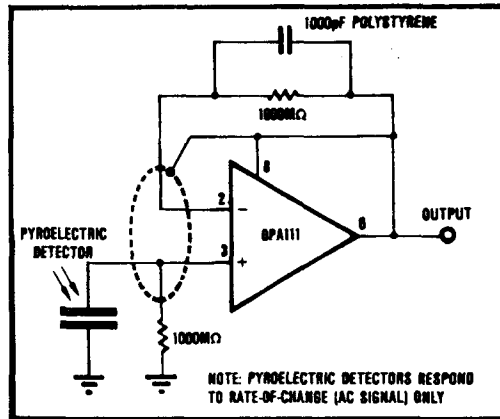 1000pF POLYSTYRENE
1000MΩ
8
2
-
OPA111
6
OUTPUT
PYROELECTRIC
DETECTOR
3
+
1000MΩ
NOTE: PYROELECTRIC DETECTORS RESPOND
TO RATE-OF-CHANGE (AC SIGNAL) ONLY